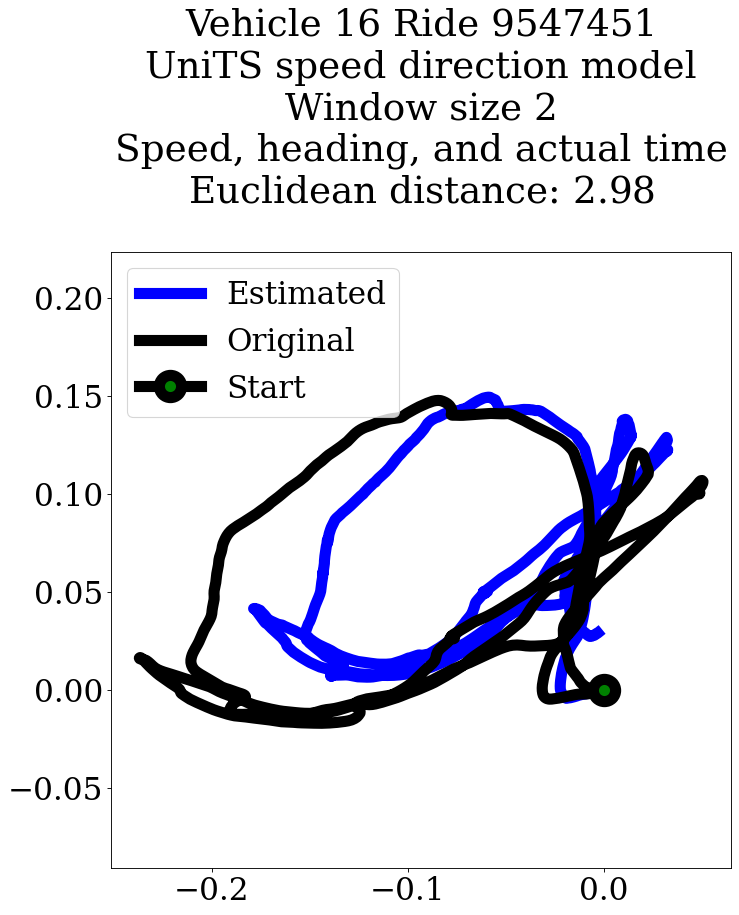 Vehicle 16 Ride 9547451
UniTS speed direction model
Window size 2
Speed, heading, and actual time
Euclidean distance: 2.98
Estimated
Original
Start
0.20
0.15
0.10
0.05
0.00
−0.05
−0.2
−0.1
0.0